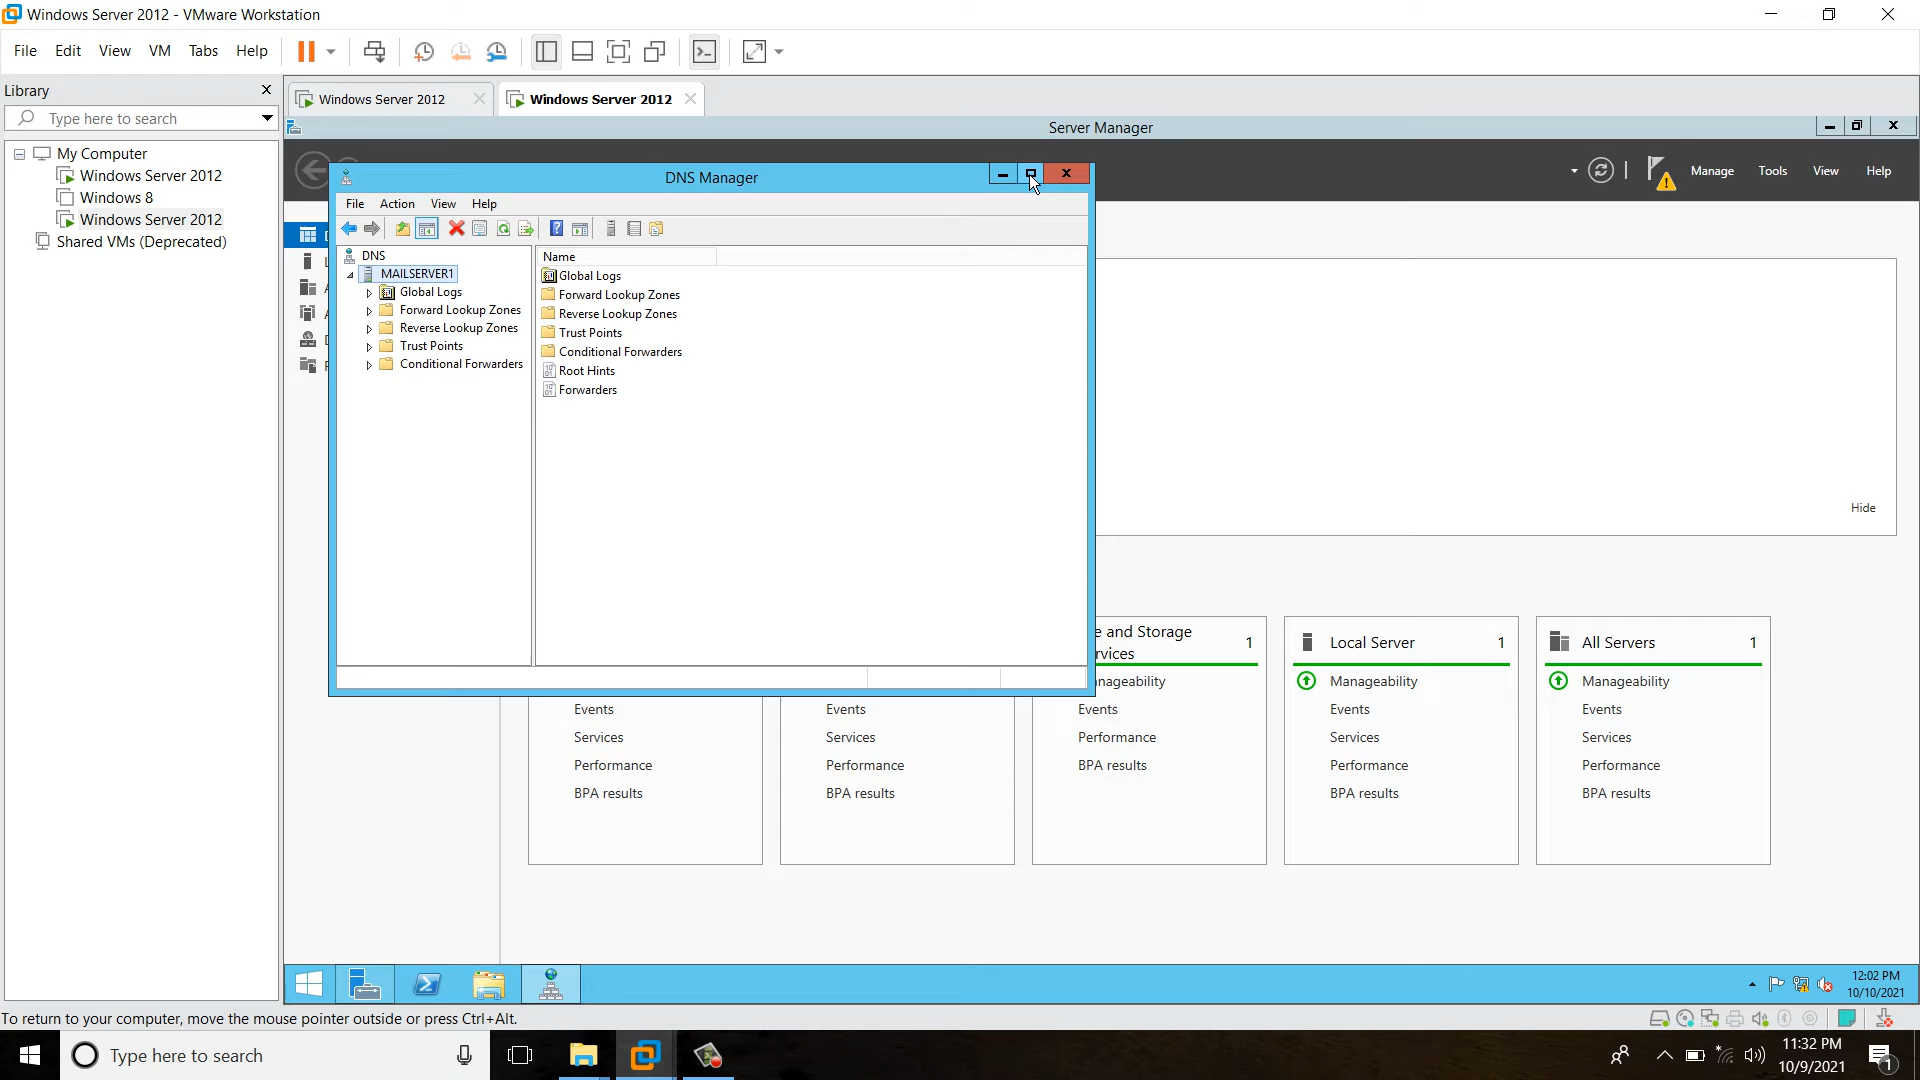 Windows Server 2012 - VMware Workstation
File Edit View VM Tabs Help
Library
Type here to search
My Computer
Windows Server 2012
Windows 8
Windows Server 2012
Shared VMs (Deprecated)
Windows Server 2012
Windows Server 2012
Server Manager
Manage Tools View Help
DNS Manager
File Action View Help
DNS
MAILSERVER1
Global Logs
Forward Lookup Zones
Reverse Lookup Zones
Trust Points
Conditional Forwarders
Name
Global Logs
Forward Lookup Zones
Reverse Lookup Zones
Trust Points
Conditional Forwarders
Root Hints
Forwarders
Hide
Events
Services
Performance
BPA results
Events
Services
Performance
BPA results
e and Storage 1
rvices
nageability
Events
Performance
BPA results
Local Server 1
Manageability
Events
Services
Performance
BPA results
All Servers 1
Manageability
Events
Services
Performance
BPA results
12:02 PM
10/10/2021
To return to your computer, move the mouse pointer outside or press Ctrl+Alt.
Type here to search
11:32 PM
10/9/2021
1